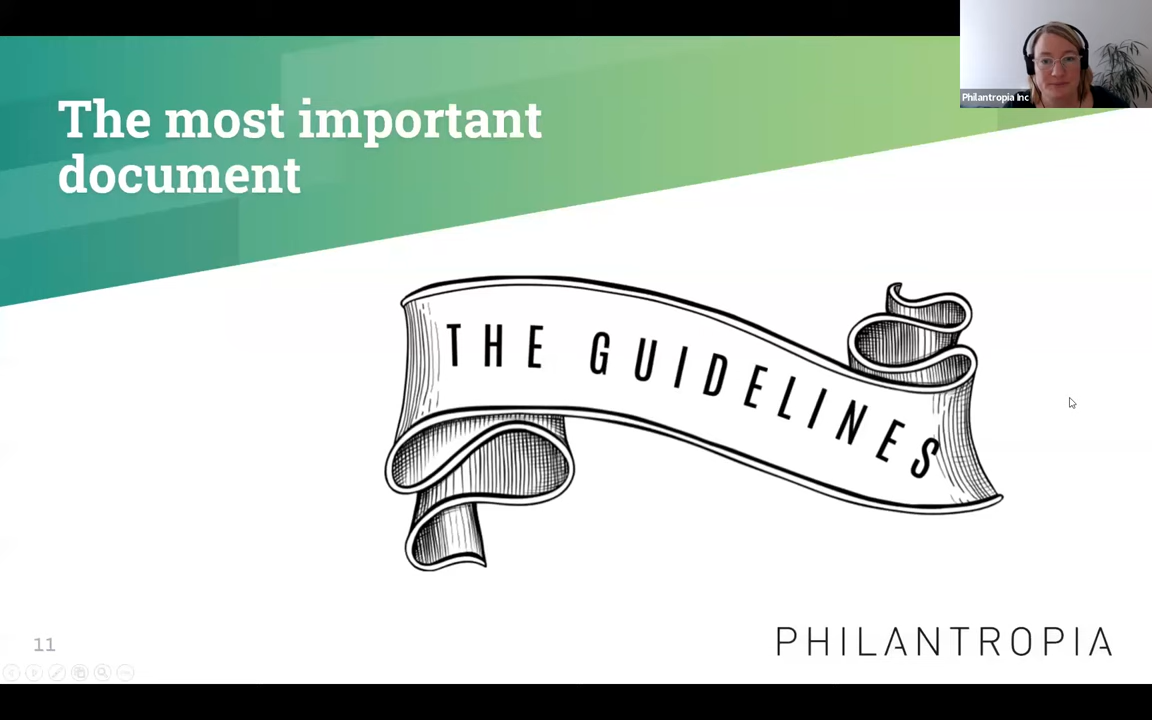 Philantropia Inc
The most important
document
THE GUIDELINES
11
PHILANTROPIA